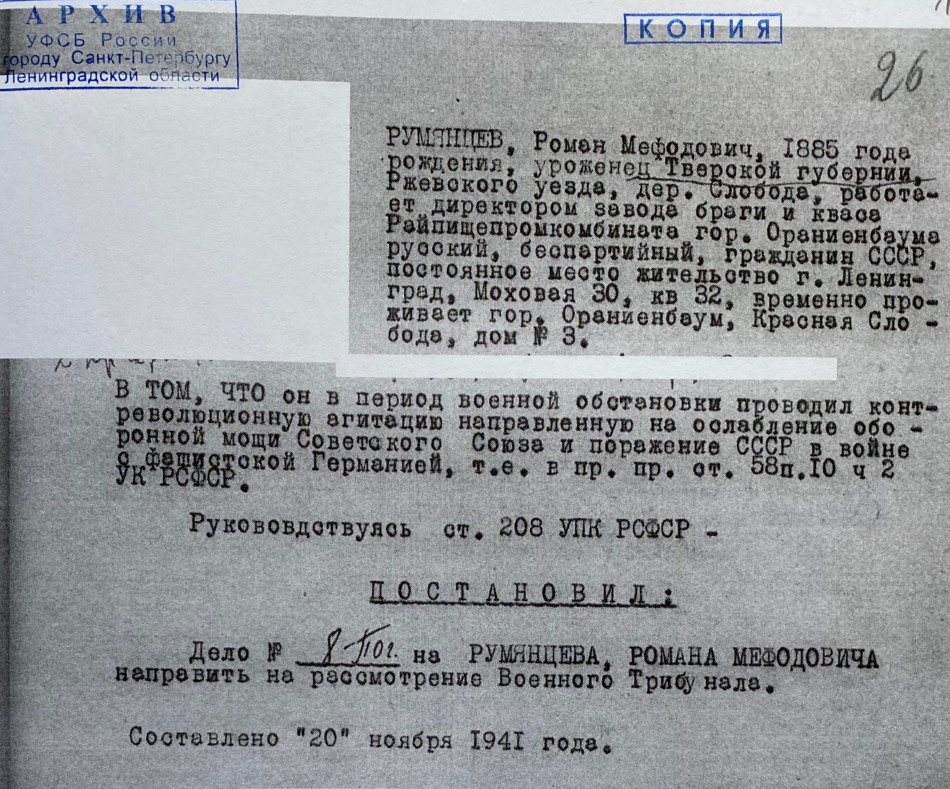 АРХИВ
УФСБ России
городу Санкт-Петербургу
Ленинградской области
КОПИЯ
26
РУМЯНЦЕВ, Роман Мефодович, 1885 года
рождения, уроженец Тверской губернии,
Ржевского уезда, дер. Слобода, работа-
ет директором завода браги и кваса
Райпищепромкомбината гор. Ораниенбаума
русский, беспартийный, гражданин СССР,
постоянное место жительство г. Ленин-
град, Моховая 30, кв 32, временно про-
живает гор. Ораниенбаум, Красная Сло -
бода, дом № 3.
В ТОМ, ЧТО он в период военной обстановки проводил конт-
революционную агитацию направленную на ослабление обо -
ронной мощи Советского Союза и поражение СССР в войне
с фашистской Германией, т.е. в пр. пр. ст. 58п.10 ч 2
УК РСФСР.
Рукововдствуясь ст. 208 УПК РСФСР -
ПОСТАНОВИЛ:
Дело № на РУМЯНЦЕВА, РОМАНА МЕФОДОВИЧА
направить на рассмотрение Военного Трибунала.
Составлено "20" ноября 1941 года.